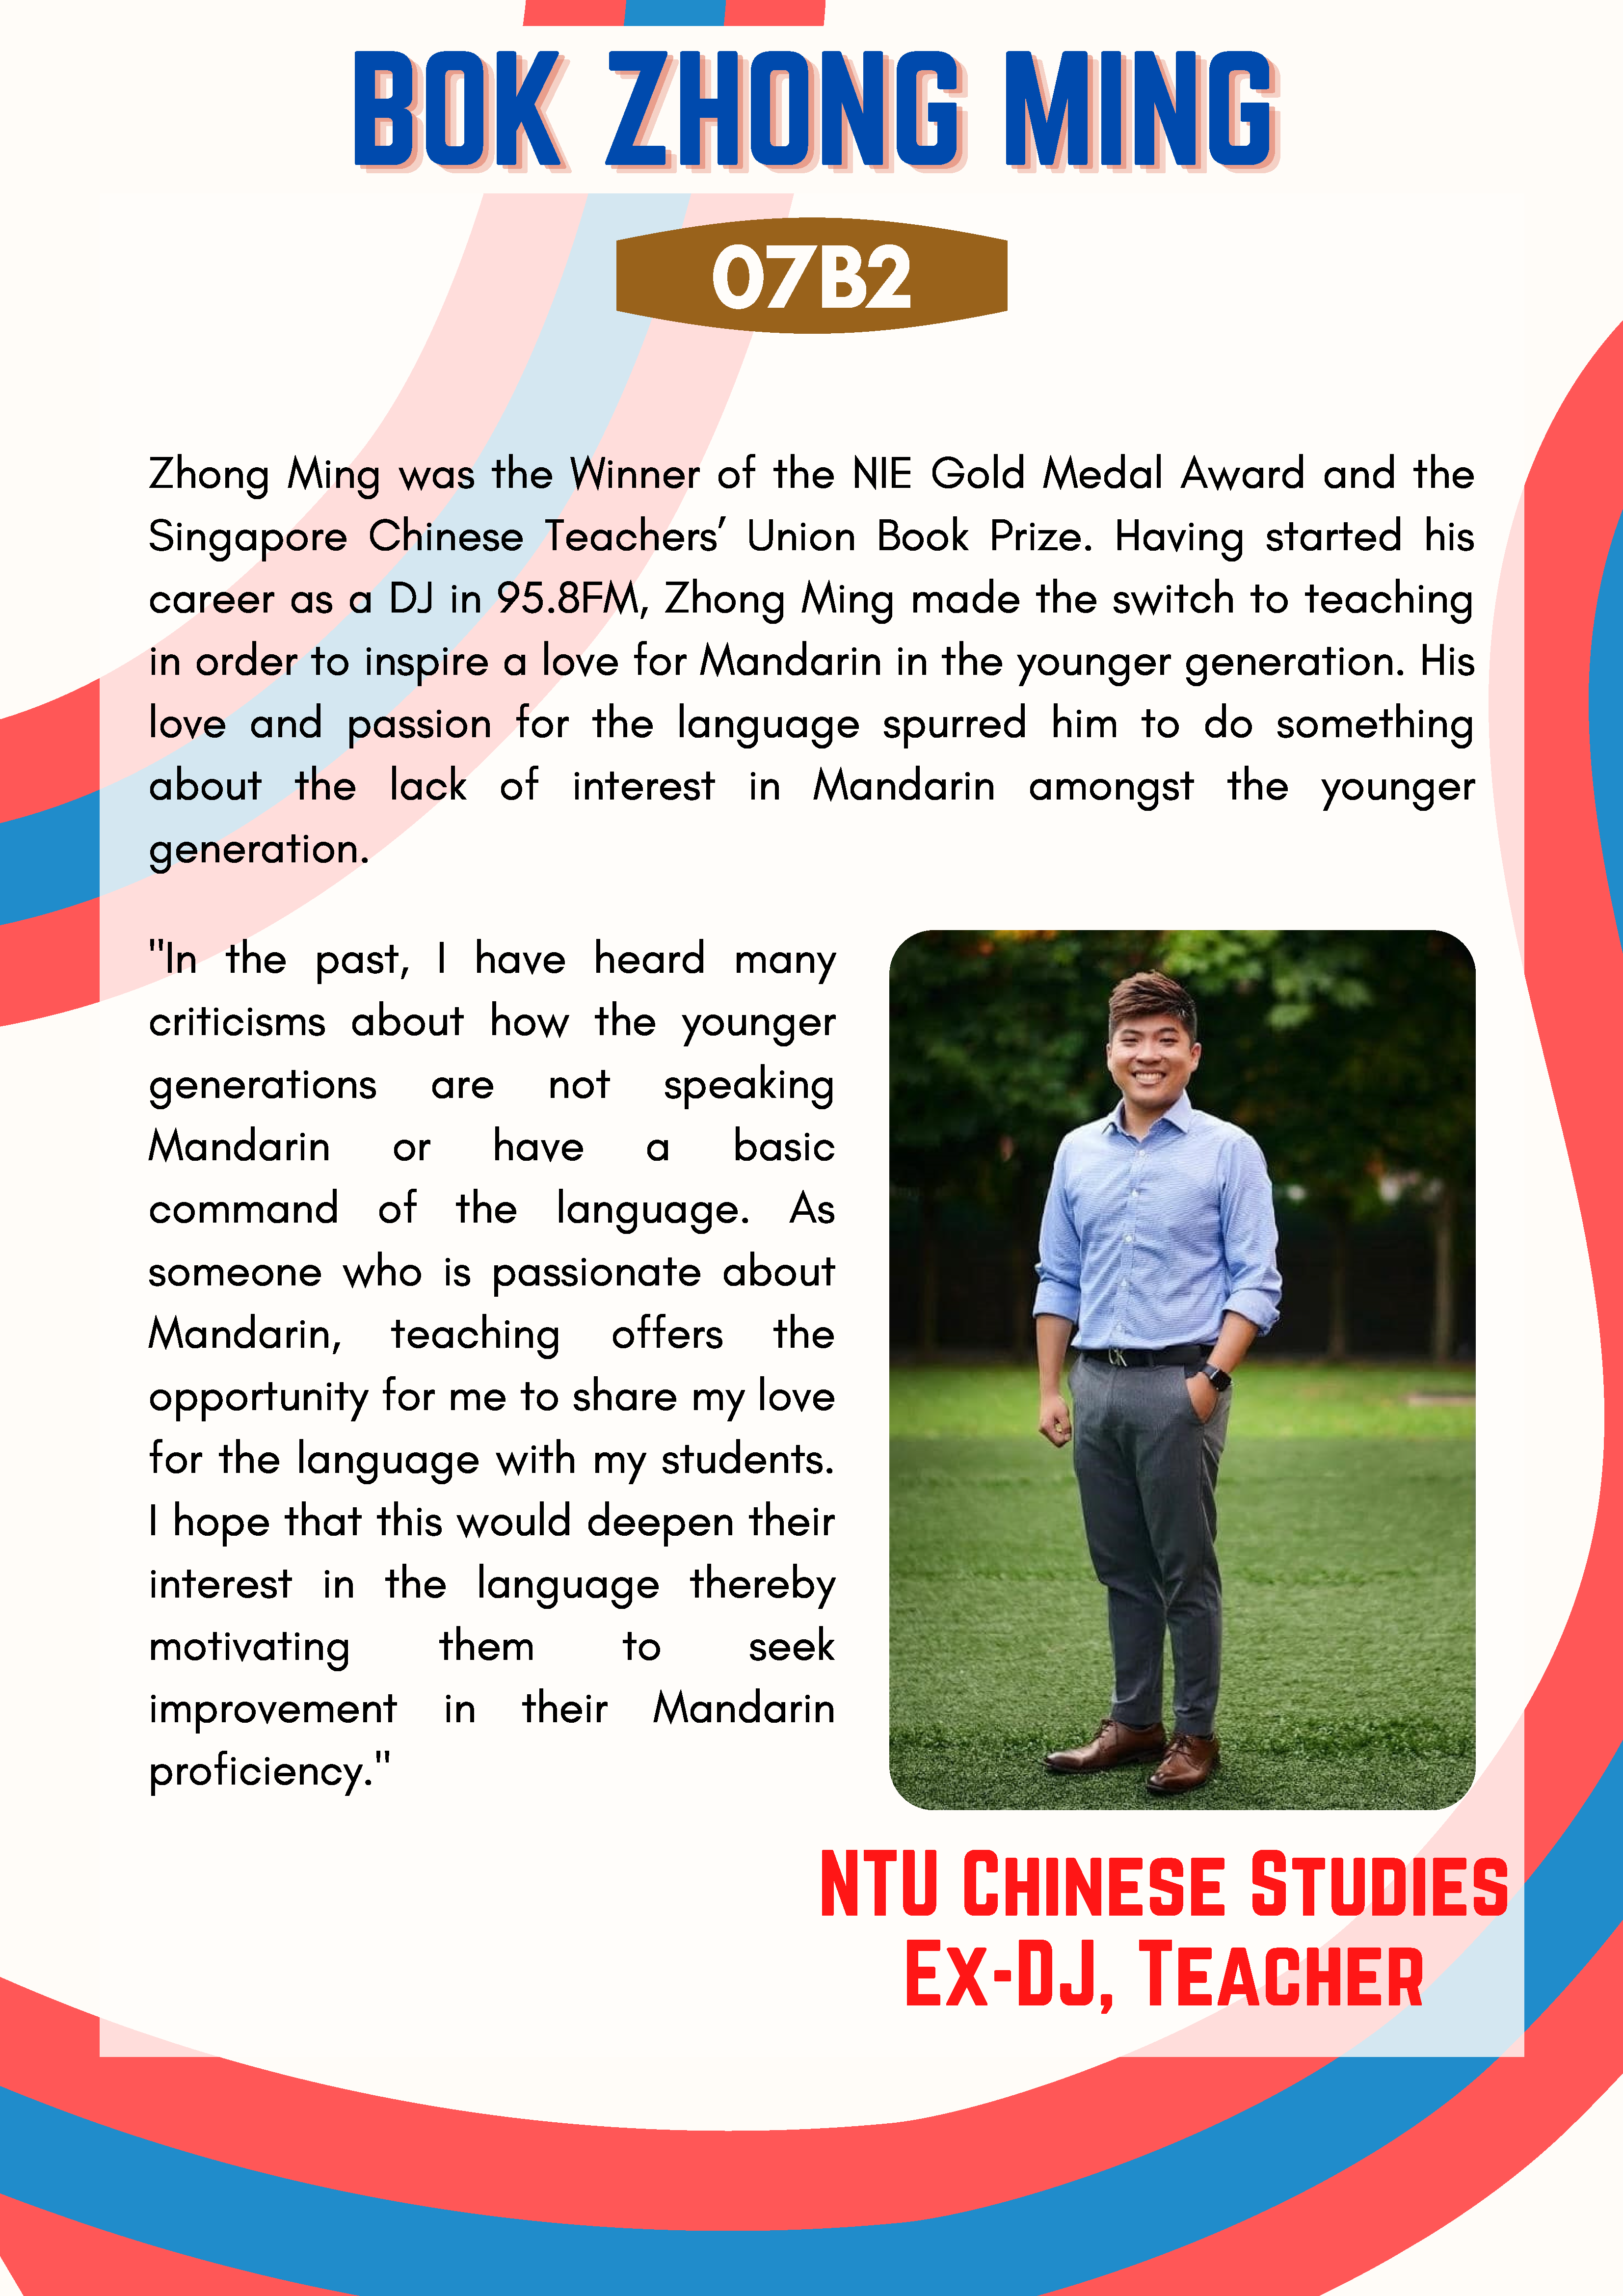 BOK ZHONG MING
07B2
Zhong Ming was the Winner of the NIE Gold Medal Award and the
Singapore Chinese Teachers’ Union Book Prize. Having started his
career as a DJ in 95.8FM, Zhong Ming made the switch to teaching
in order to inspire a love for Mandarin in the younger generation. His
love and passion for the language spurred him to do something
about the lack of interest in Mandarin amongst the younger
generation.
"In the past, I have heard many
criticisms about how the younger
generations are not speaking
Mandarin or have a basic
command of the language. As
someone who is passionate about
Mandarin, teaching offers the
opportunity for me to share my love
for the language with my students.
I hope that this would deepen their
interest in the language thereby
motivating them to seek
improvement in their Mandarin
proficiency."
NTU Chinese Studies
Ex-DJ, Teacher